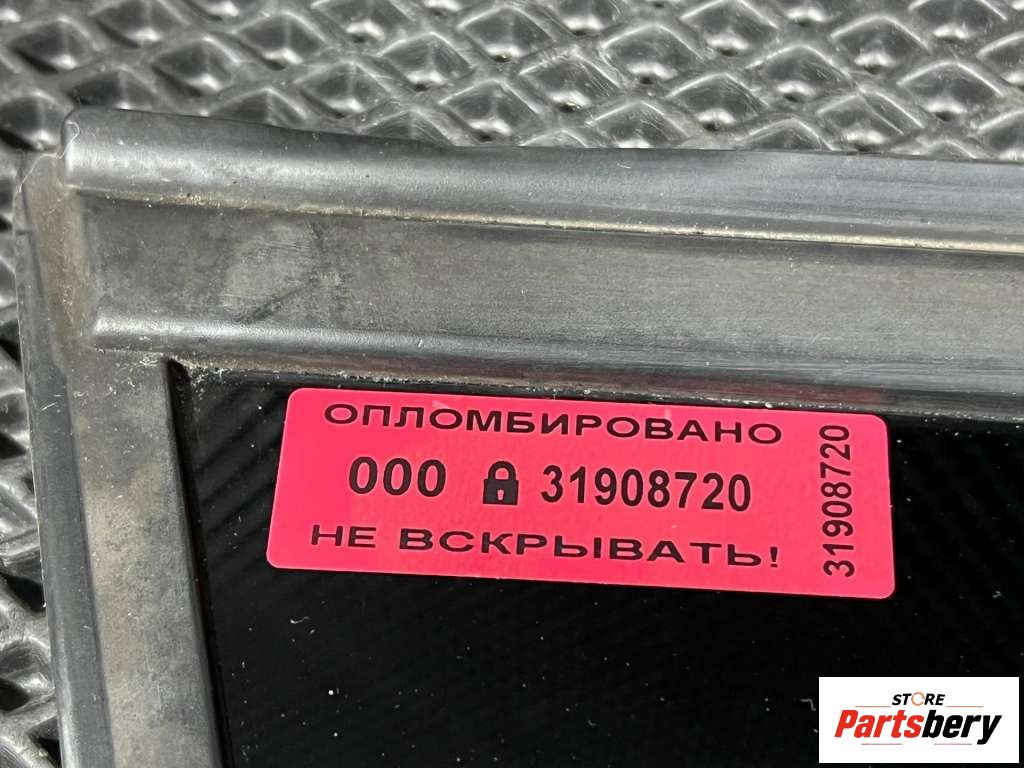 ОПЛОМБИРОВАНО
000 31908720
НЕ ВСКРЫВАТЬ!
31908720
STORE
Partsbery